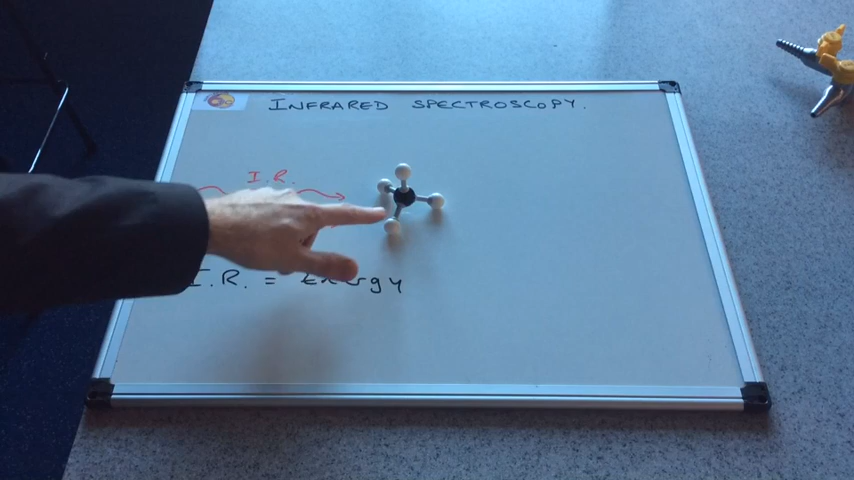 INFRARED SPECTROSCOPY.
I.R.
I.R. = Energy